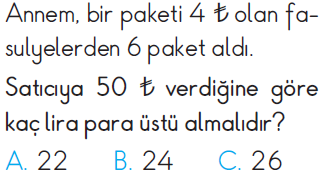 Annem, bir paketi 4 ₺ olan fa-
sulyelerden 6 paket aldı.
Satıcıya 50 ₺ verdiğine göre
kaç lira para üstü almalıdır?
A. 22 B. 24 C. 26